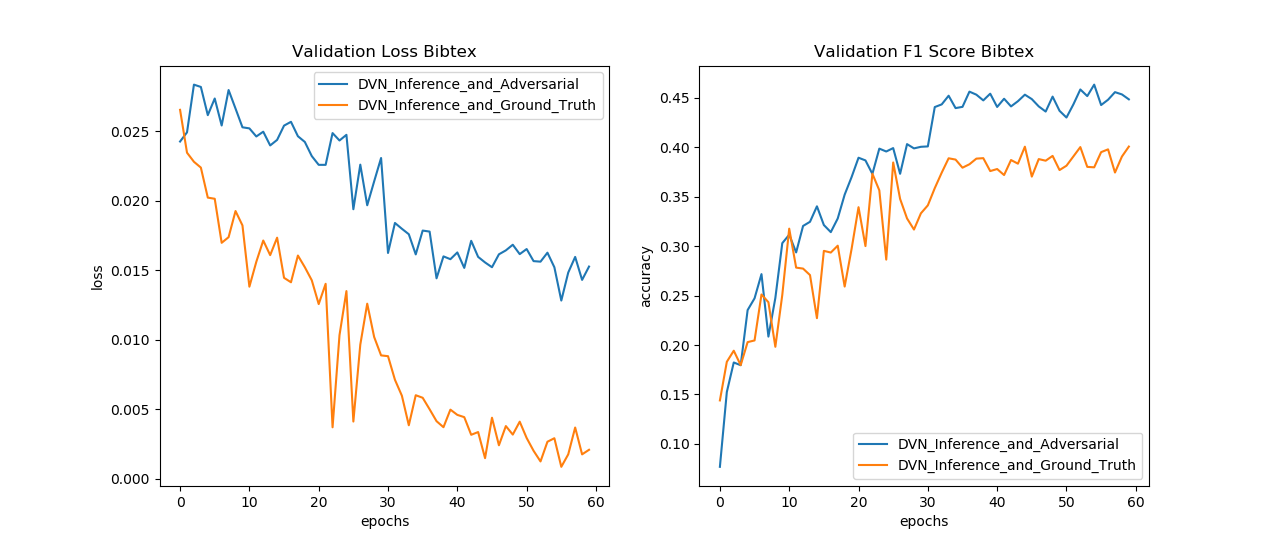 Validation Loss Bibtex
DVN_Inference_and_Adversarial
DVN_Inference_and_Ground_Truth
loss
0.025
0.020
0.015
0.010
0.005
0.000
0 10 20 30 40 50 60
epochs
Validation F1 Score Bibtex
accuracy
0.45
0.40
0.35
0.30
0.25
0.20
0.15
0.10
DVN_Inference_and_Adversarial
DVN_Inference_and_Ground_Truth
0 10 20 30 40 50 60
epochs